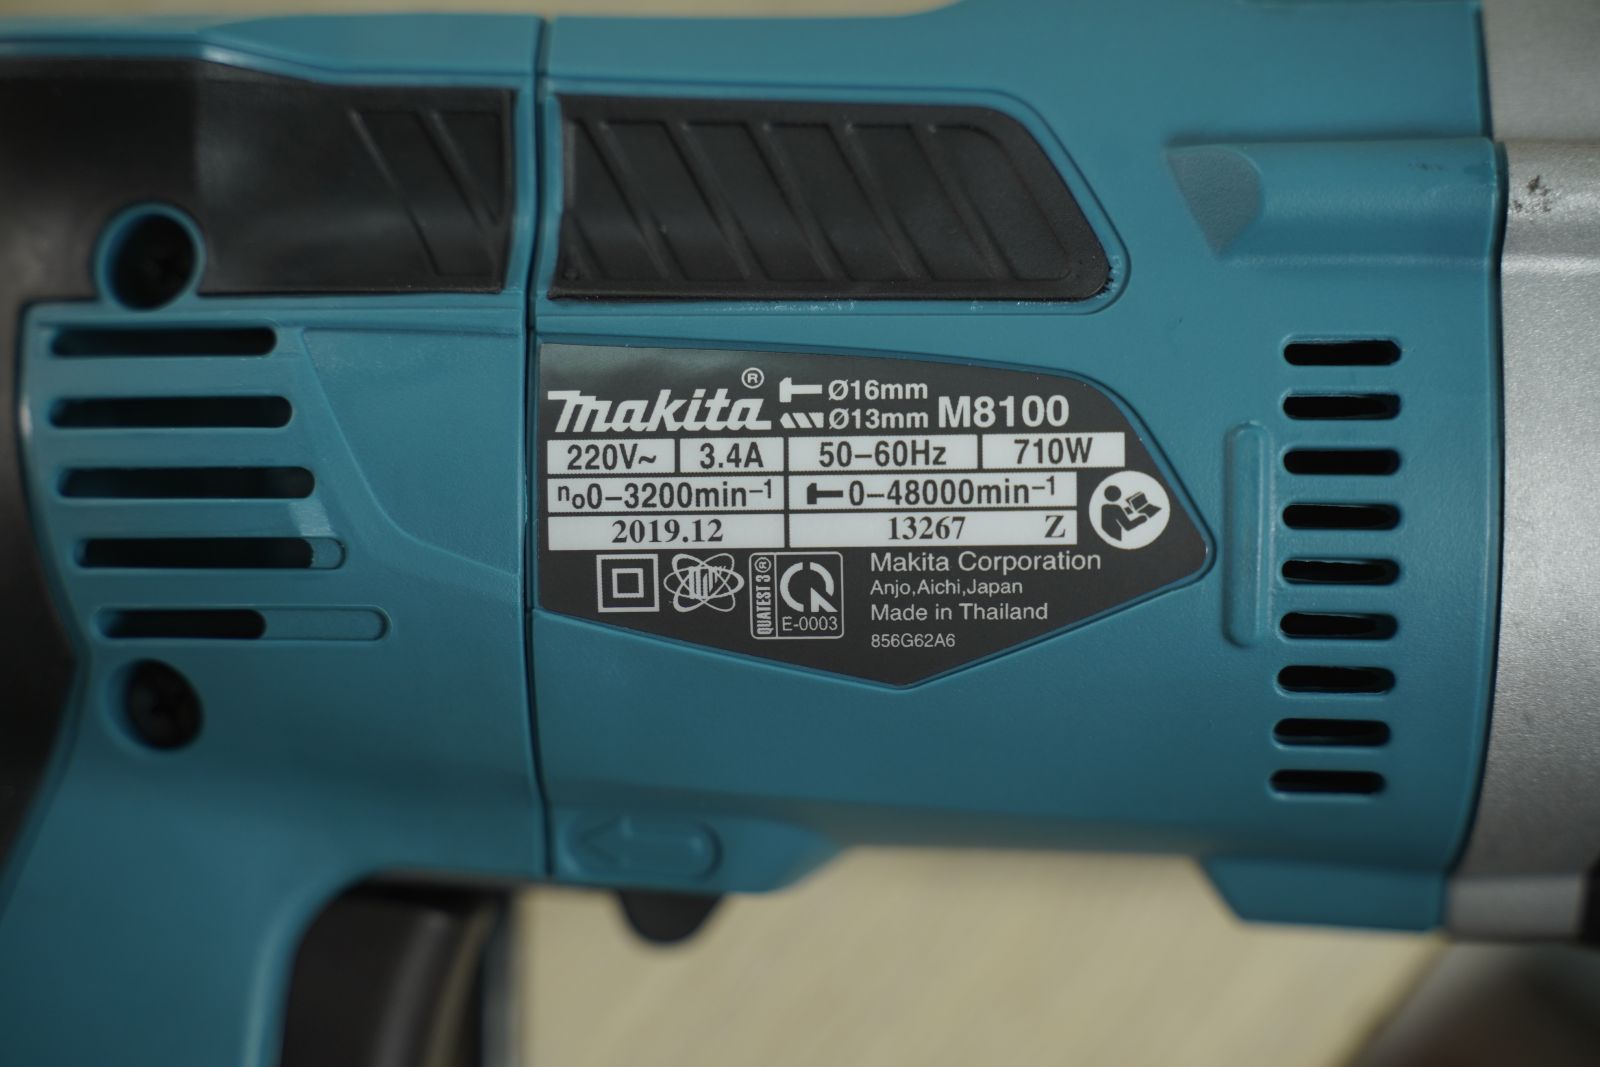 makita® Ø16mm
Ø13mm M8100
220V~ 3.4A 50–60Hz 710W
n₀0–3200min⁻¹ 0–48000min⁻¹
2019.12 13267 Z
QUATEST 3® E-0003
Makita Corporation
Anjo,Aichi,Japan
Made in Thailand
856G62A6